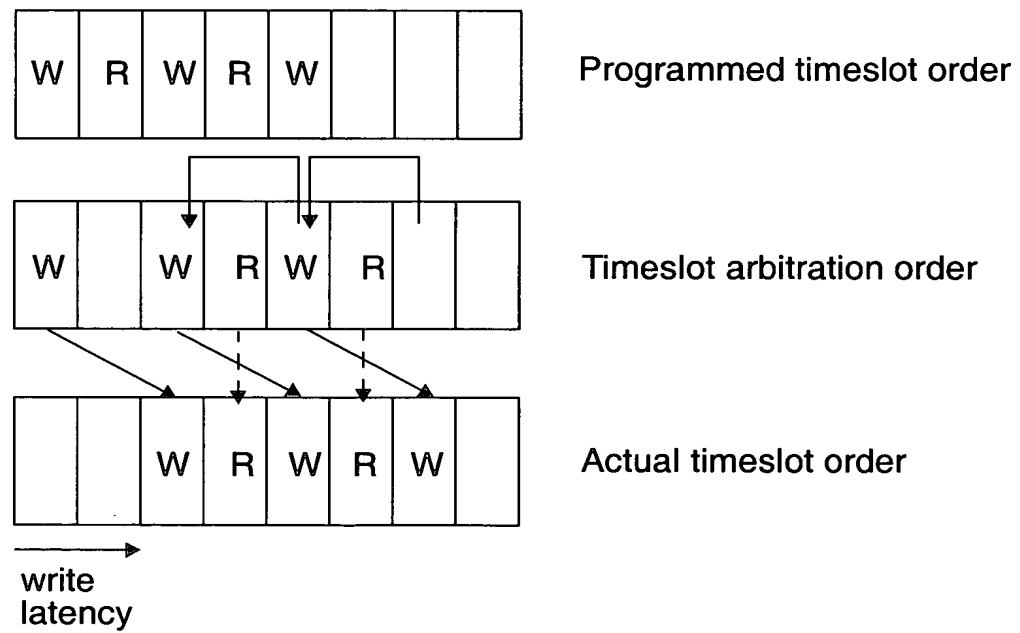 W R W R W Programmed timeslot order
W W R W R Timeslot arbitration order
W R W R W Actual timeslot order
write
latency